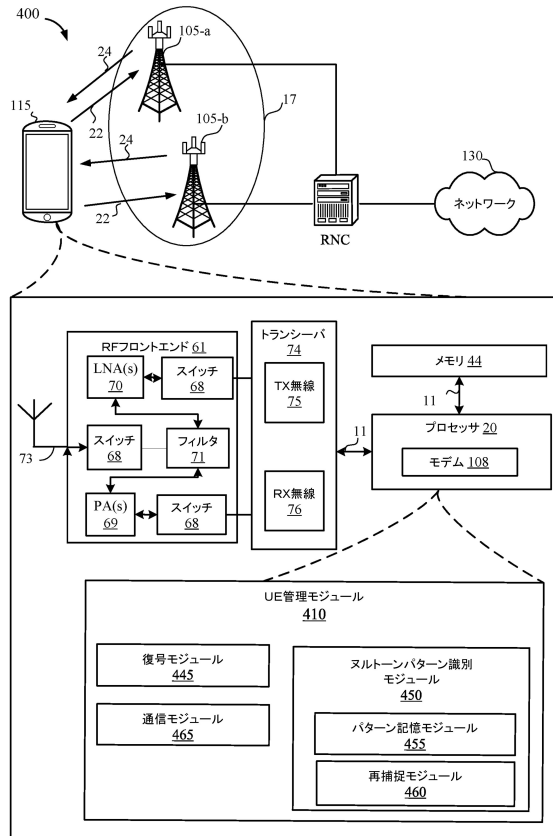 400
105-a
24
22
115
17
105-b
24
22
130
ネットワーク
RNC
RFフロントエンド 61
トランシーバ
74
LNA(s)
70
スイッチ
68
TX無線
75
メモリ 44
11
プロセッサ 20
スイッチ
68
フィルタ
71
11
モデム 108
73
PA(s)
69
スイッチ
68
RX無線
76
UE管理モジュール
410
復号モジュール
445
ヌルトーンパターン識別
モジュール
450
通信モジュール
465
パターン記憶モジュール
455
再捕捉モジュール
460